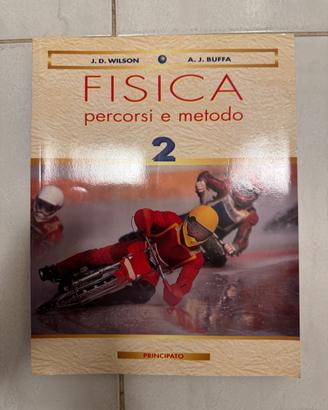 J. D. WILSON A. J. BUFFA
FISICA
percorsi e metodo
2
PRINCIPATO